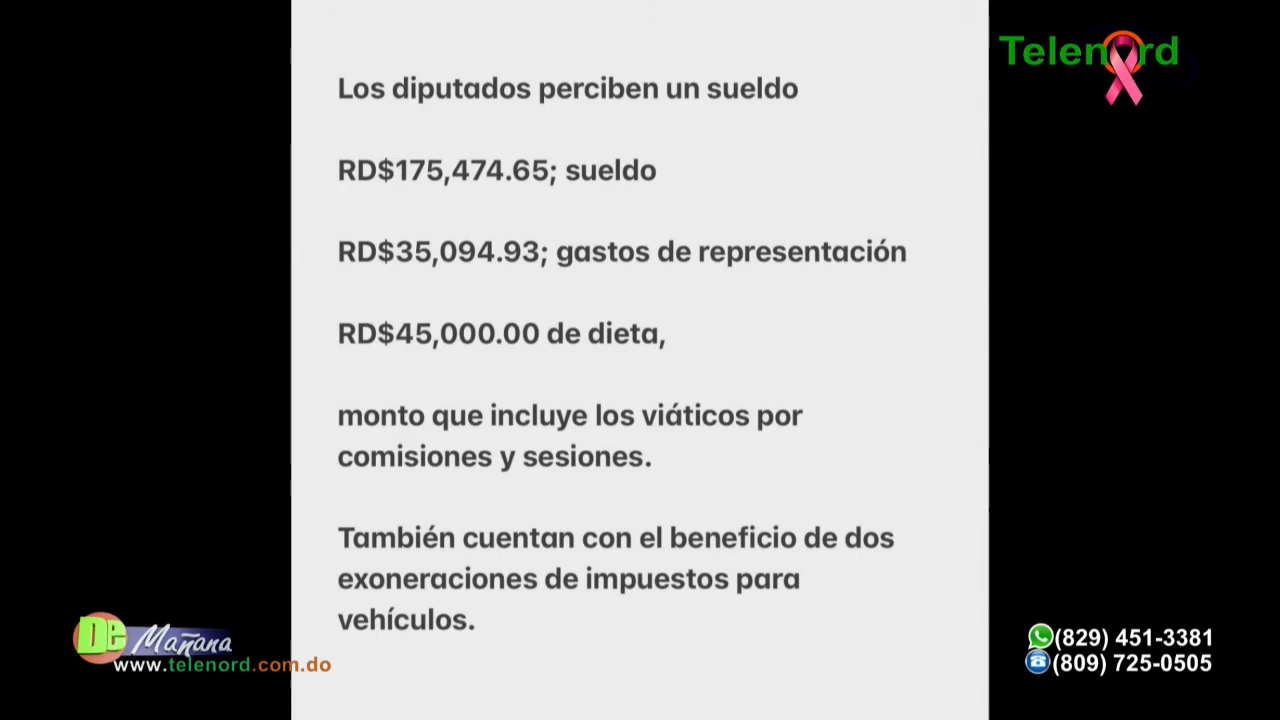 Los diputados perciben un sueldo
RD$175,474.65; sueldo
RD$35,094.93; gastos de representación
RD$45,000.00 de dieta,
monto que incluye los viáticos por
comisiones y sesiones.
También cuentan con el beneficio de dos
exoneraciones de impuestos para
vehículos.
Telenord
De Mañana
www.telenord.com.do
(829) 451-3381
(809) 725-0505